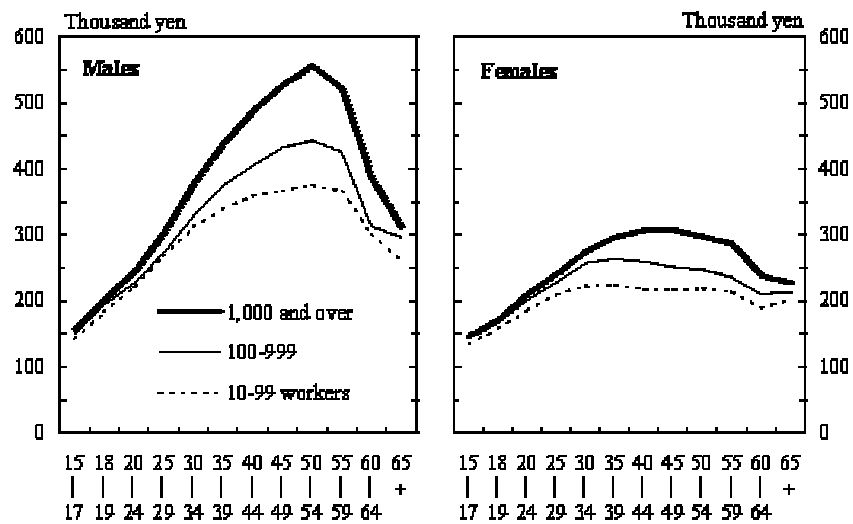 Thousand yen Thousand yen
600 600
Males Females
500 500
400 400
300 300
200 200
1,000 and over
100-999
100 100
10-99 workers
0 0
15 18 20 25 30 35 40 45 50 55 60 65 15 18 20 25 30 35 40 45 50 55 60 65
| | | | | | | | | | | + | | | | | | | | | | | +
17 19 24 29 34 39 44 49 54 59 64 17 19 24 29 34 39 44 49 54 59 64